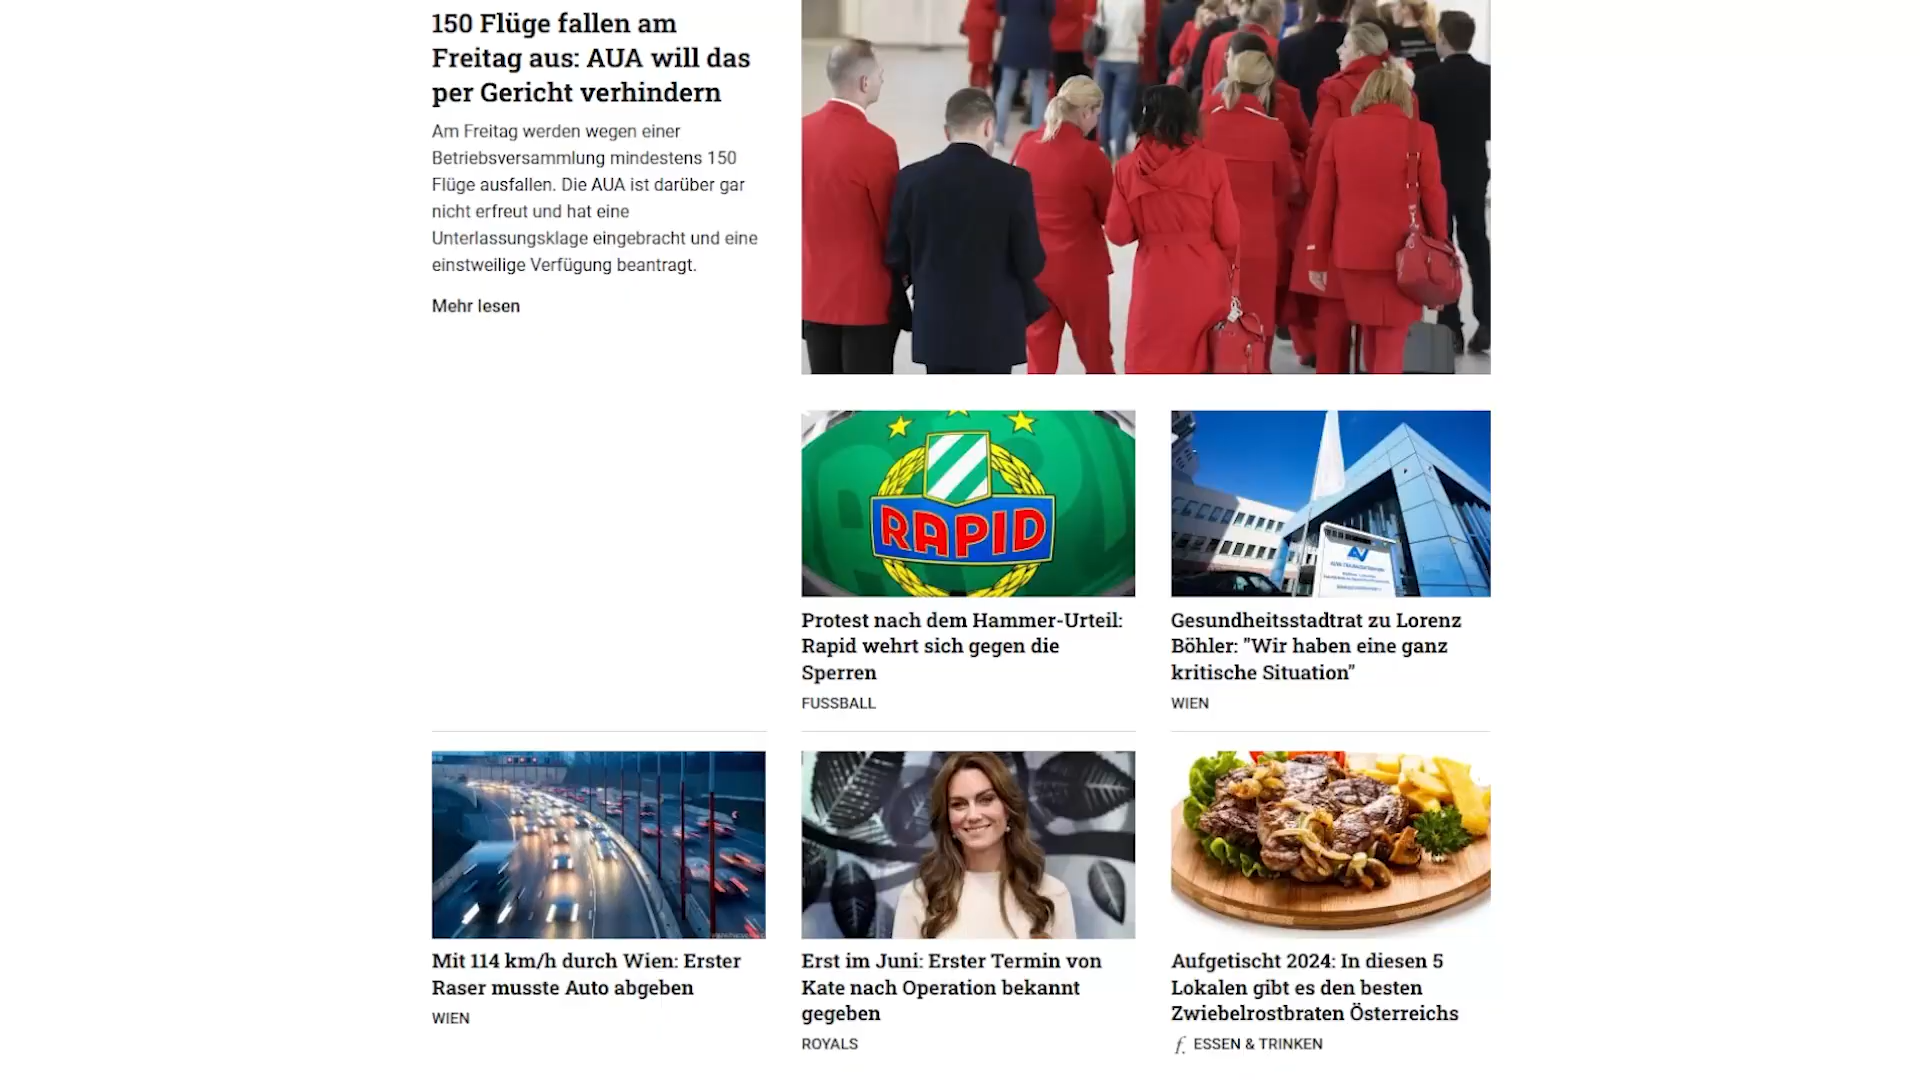 150 Flüge fallen am
Freitag aus: AUA will das
per Gericht verhindern
Am Freitag werden wegen einer
Betriebsversammlung mindestens 150
Flüge ausfallen. Die AUA ist darüber gar
nicht erfreut und hat eine
Unterlassungsklage eingebracht und eine
einstweilige Verfügung beantragt.
Mehr lesen
RAPID
Protest nach dem Hammer-Urteil:
Rapid wehrt sich gegen die
Sperren
FUSSBALL
Gesundheitsstadtrat zu Lorenz
Böhler: "Wir haben eine ganz
kritische Situation"
WIEN
Mit 114 km/h durch Wien: Erster
Raser musste Auto abgeben
WIEN
Erst im Juni: Erster Termin von
Kate nach Operation bekannt
gegeben
ROYALS
Aufgetischt 2024: In diesen 5
Lokalen gibt es den besten
Zwiebelrostbraten Österreichs
f. ESSEN & TRINKEN